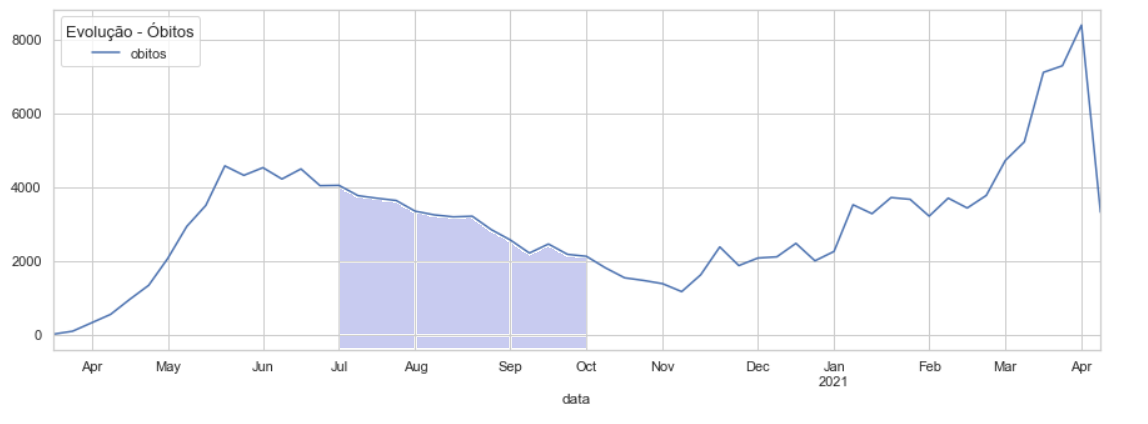 Evolução - Óbitos
obitos
8000
6000
4000
2000
0
Apr May Jun Jul Aug Sep Oct Nov Dec Jan Feb Mar Apr
2021
data